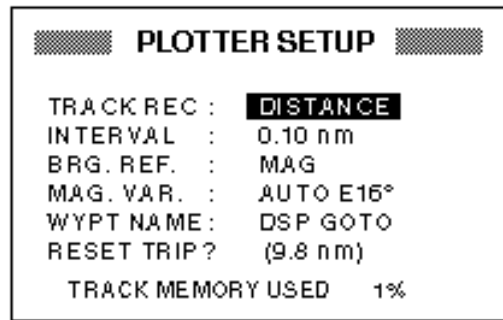 PLOTTER SETUP
TRACK REC : DISTANCE
INTERVAL : 0.10 nm
BRG. REF. : MAG
MAG. VAR. : AUTO E16°
WYPT NAME : DSP GOTO
RESET TRIP? (9.8 nm)
TRACK MEMORY USED 1%